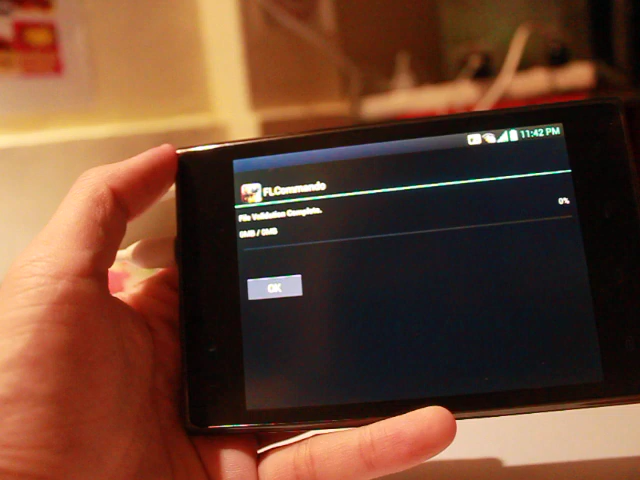 11:42 PM
FLCommando
File Validation Complete.
0%
0MB / 0MB
OK